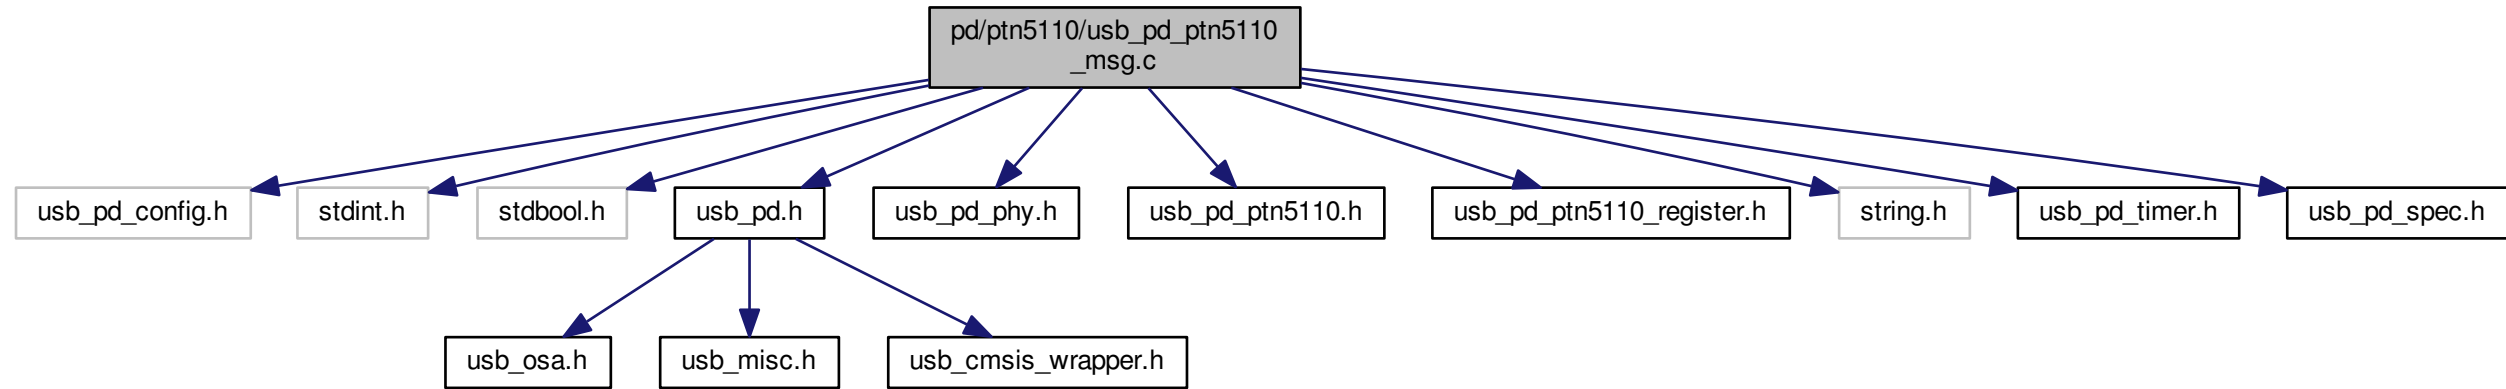 pd/ptn5110/usb_pd_ptn5110
_msg.c
usb_pd_config.h
stdint.h
stdbool.h
usb_pd.h
usb_pd_phy.h
usb_pd_ptn5110.h
usb_pd_ptn5110_register.h
string.h
usb_pd_timer.h
usb_pd_spec.h
usb_osa.h
usb_misc.h
usb_cmsis_wrapper.h